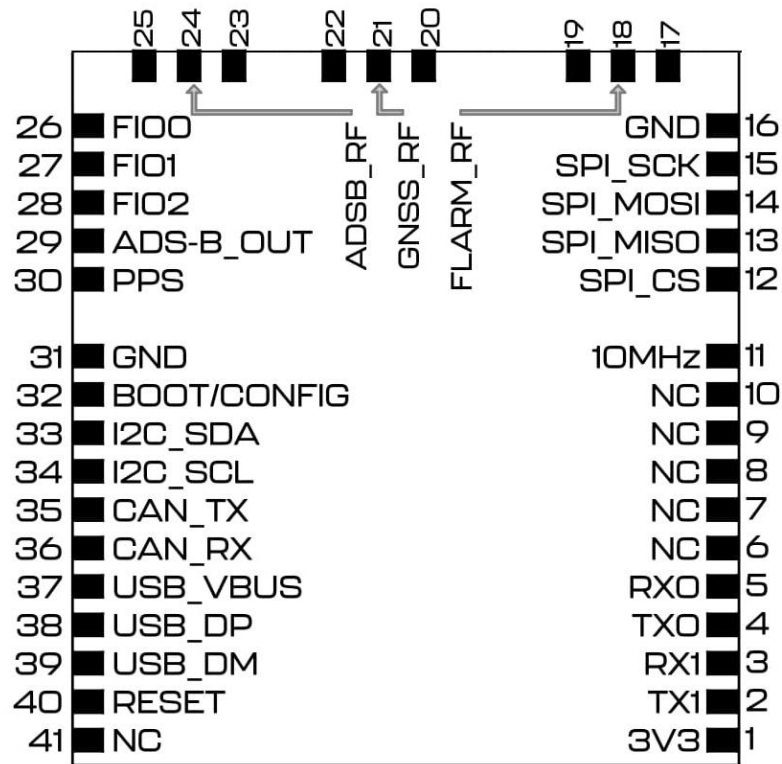 25 24 23 22 21 20 19 18 17
26 FIO0 GND 16
27 FIO1 SPI_SCK 15
28 FIO2 SPI_MOSI 14
29 ADS-B_OUT SPI_MISO 13
30 PPS SPI_CS 12
ADSB_RF
GNSS_RF
FLARM_RF
31 GND 10MHz 11
32 BOOT/CONFIG NC 10
33 I2C_SDA NC 9
34 I2C_SCL NC 8
35 CAN_TX NC 7
36 CAN_RX NC 6
37 USB_VBUS RX0 5
38 USB_DP TX0 4
39 USB_DM RX1 3
40 RESET TX1 2
41 NC 3V3 1